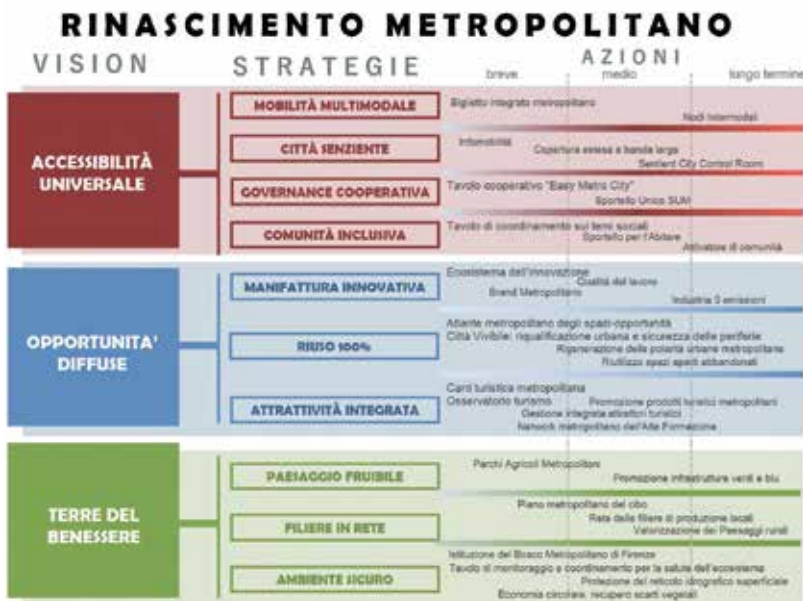 RINASCIMENTO METROPOLITANO
VISION
STRATEGIE
AZIONI
breve
medio
lungo termine
ACCESSIBILITÀ
UNIVERSALE
MOBILITÀ MULTIMODALE
Biglietto integrato metropolitano
Nodi Intermodali
CITTÀ SENZIENTE
Infomobilità
Copertura estesa a banda larga
Sentient City Control Room
GOVERNANCE COOPERATIVA
Tavolo cooperativo "Easy Metro City"
Sportello Unico SUM
COMUNITÀ INCLUSIVA
Tavolo di coordinamento sui temi sociali
Sportello per l'Abitare
Attivatore di comunità
OPPORTUNITA'
DIFFUSE
MANIFATTURA INNOVATIVA
Ecosistema dell'innovazione
Qualità del lavoro
Brand Metropolitano
Industria 0 emissioni
RIUSO 100%
Atlante metropolitano degli spazi-opportunità
Città Vivibile: riqualificazione urbana e sicurezza delle periferie
Rigenerazione delle polarità urbane metropolitane
Riutilizzo spazi aperti abbandonati
ATTRATTIVITÀ INTEGRATA
Card turistica metropolitana
Osservatorio turismo
Promozione prodotti turistici metropolitani
Gestione integrata attrattori turistici
Network metropolitano dell'Alta Formazione
TERRE DEL
BENESSERE
PAESAGGIO FRUIBILE
Parchi Agricoli Metropolitani
Promozione infrastrutture verdi e blu
FILIERE IN RETE
Piano metropolitano del cibo
Rete delle filiere di produzione locali
Valorizzazione dei Paesaggi rurali
AMBIENTE SICURO
Istituzione del Bosco Metropolitano di Firenze
Tavolo di monitoraggio e coordinamento per la salute dell'ecosistema
Protezione del reticolo idrografico superficiale
Economia circolare: recupero scarti vegetali